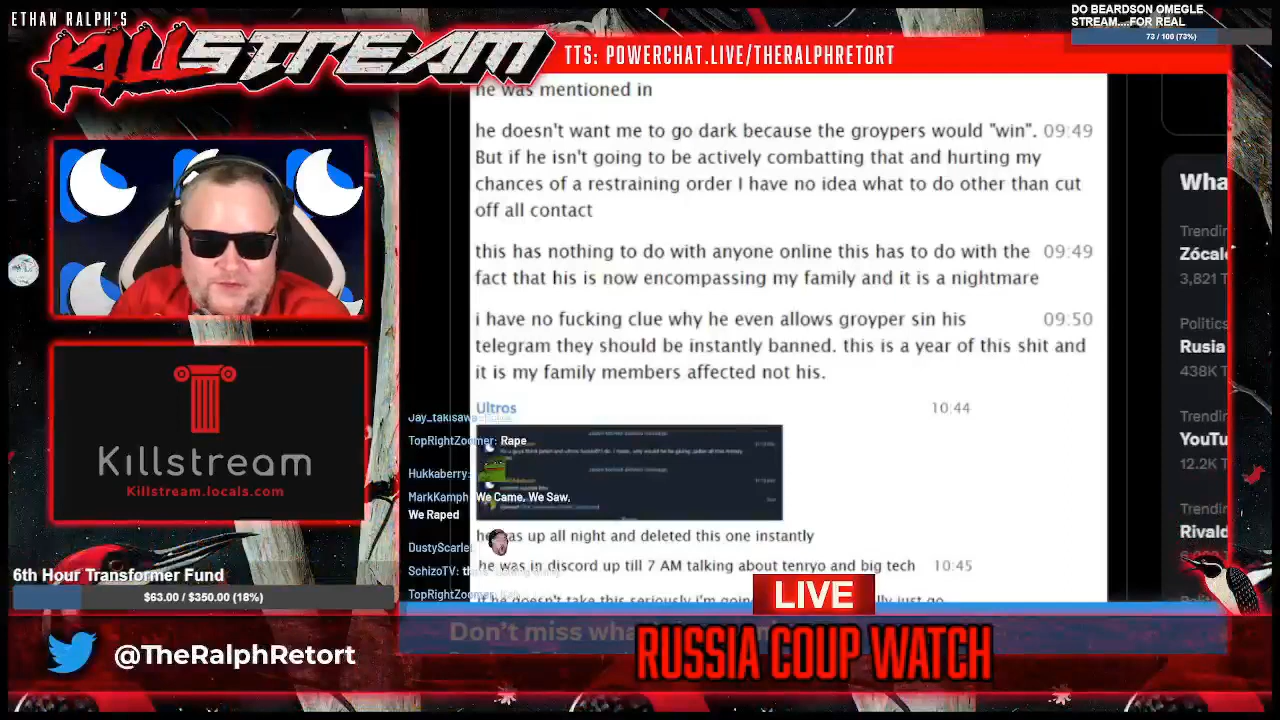 ETHAN RALPH'S
KILLSTREAM
TTS: POWERCHAT.LIVE/THERALPHRETORT
DO BEARDSON OMEGLE
STREAM....FOR REAL
73 / 100 (73%)
he was mentioned in
he doesn't want me to go dark because the groypers would "win". 09:49
But if he isn't going to be actively combatting that and hurting my
chances of a restraining order I have no idea what to do other than cut
off all contact
this has nothing to do with anyone online this has to do with the 09:49
fact that his is now encompassing my family and it is a nightmare
i have no fucking clue why he even allows groyper sin his 09:50
telegram they should be instantly banned. this is a year of this shit and
it is my family members affected not his.
Ultros 10:44
he was up all night and deleted this one instantly
he was in discord up till 7 AM talking about tenryo and big tech 10:45
if he doesn't take this seriously i'm going
Jay_takisawa
TopRightZoomer: Rape
Hukkaberry:
MarkKamph We Came, We Saw,
We Raped
DustyScarle
SchizoTV:
TopRightZoomer:
Wha
Trendin
Zócalo
3,821 T
Politics
Rusia
438K T
Trendin
YouTu
12.2K T
Trendin
Rivald
Killstream
Killstream.locals.com
6th Hour Transformer Fund
$63.00 / $350.00 (18%)
Don't miss what
LIVE
RUSSIA COUP WATCH
@TheRalphRetort